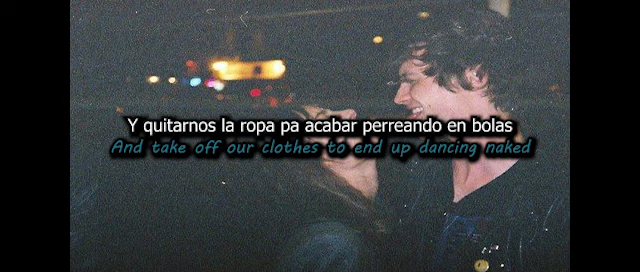 Y quitarnos la ropa pa acabar perreando en bolas
And take off our clothes to end up dancing naked